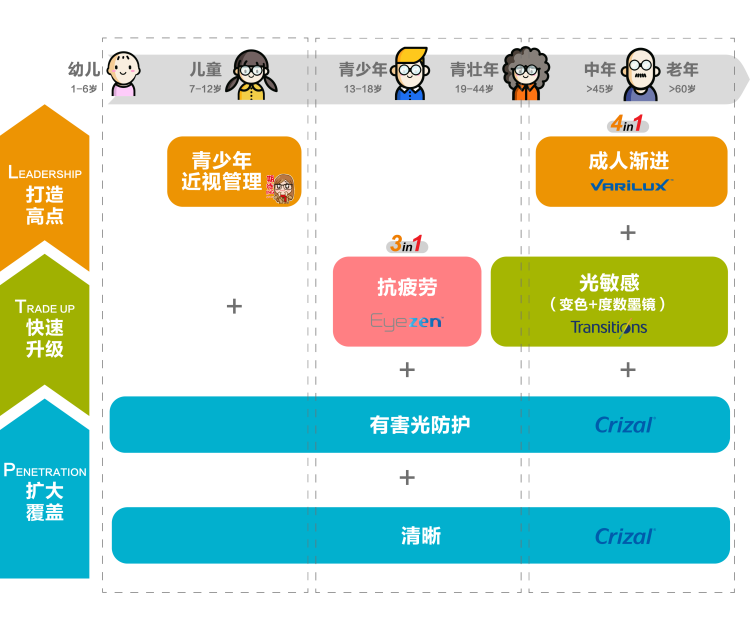 幼儿
1-6岁
儿童
7-12岁
青少年
13-18岁
青壮年
19-44岁
中年
>45岁
老年
>60岁
LEADERSHIP
打造
高点
青少年
近视管理
4in1
成人渐进
VARILUX
+
TRADE UP
快速
升级
+
3in1
抗疲劳
Eyezen
光敏感
（变色+度数墨镜）
Transitions
+
+
PENETRATION
扩大
覆盖
有害光防护
Crizal
+
清晰
Crizal